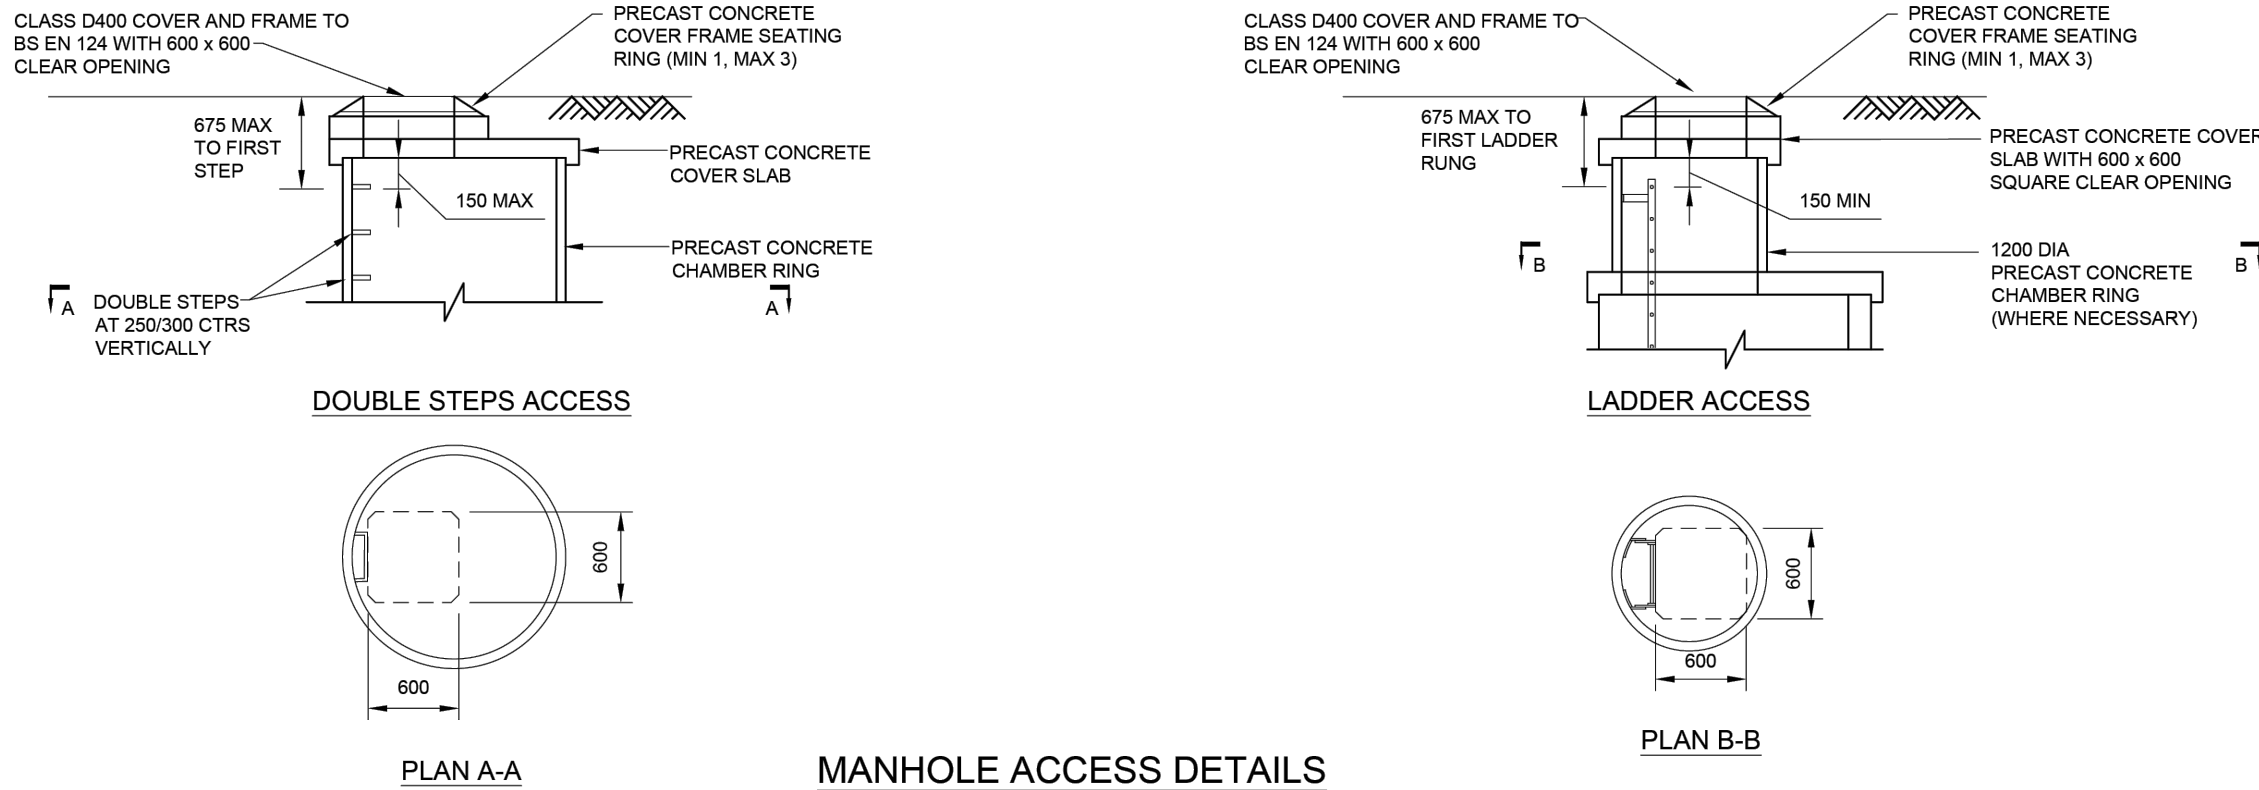 CLASS D400 COVER AND FRAME TO
BS EN 124 WITH 600 x 600
CLEAR OPENING
PRECAST CONCRETE
COVER FRAME SEATING
RING (MIN 1, MAX 3)
675 MAX
TO FIRST
STEP
PRECAST CONCRETE
COVER SLAB
150 MAX
PRECAST CONCRETE
CHAMBER RING
A
A
DOUBLE STEPS
AT 250/300 CTRS
VERTICALLY
DOUBLE STEPS ACCESS
600
600
PLAN A-A
CLASS D400 COVER AND FRAME TO
BS EN 124 WITH 600 x 600
CLEAR OPENING
PRECAST CONCRETE
COVER FRAME SEATING
RING (MIN 1, MAX 3)
675 MAX TO
FIRST LADDER
RUNG
PRECAST CONCRETE COVER
SLAB WITH 600 x 600
SQUARE CLEAR OPENING
150 MIN
B
B
1200 DIA
PRECAST CONCRETE
CHAMBER RING
(WHERE NECESSARY)
LADDER ACCESS
600
600
PLAN B-B
MANHOLE ACCESS DETAILS